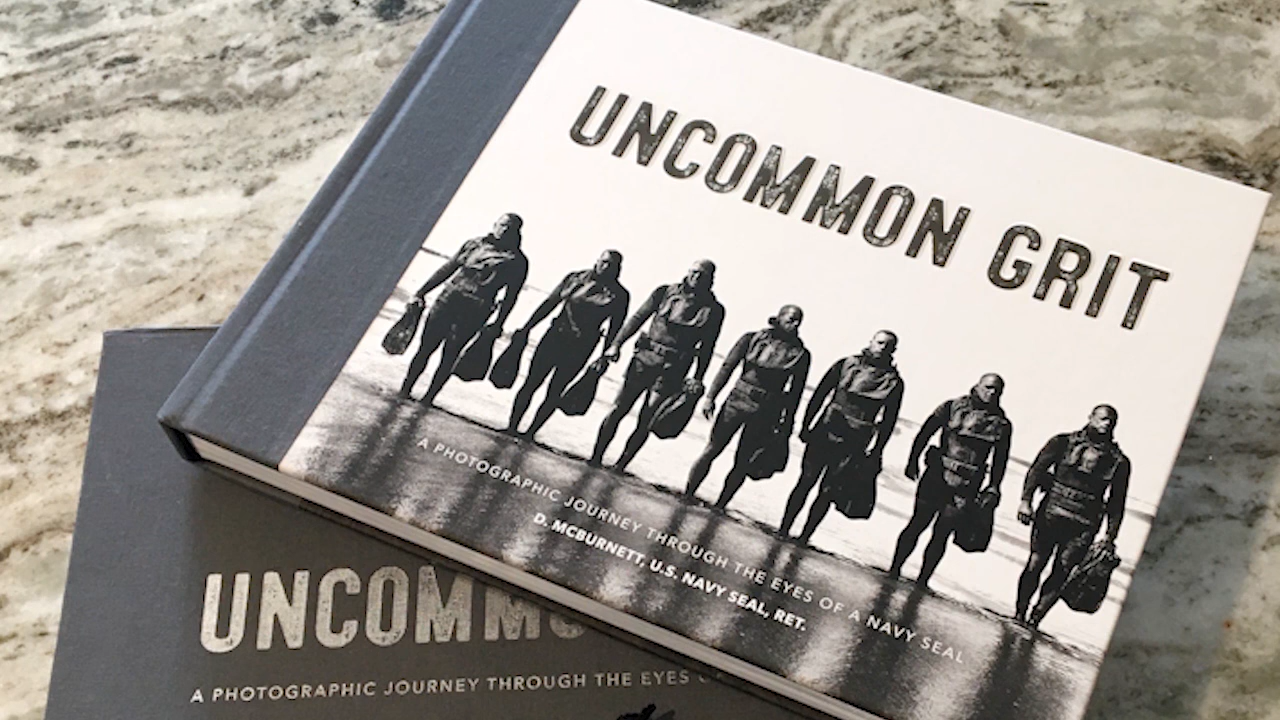 UNCOMMON GRIT
A PHOTOGRAPHIC JOURNEY THROUGH THE EYES OF A NAVY SEAL
D. MCBURNETT, U.S. NAVY SEAL, RET.
UNCOMMO
A PHOTOGRAPHIC JOURNEY THROUGH THE EYES